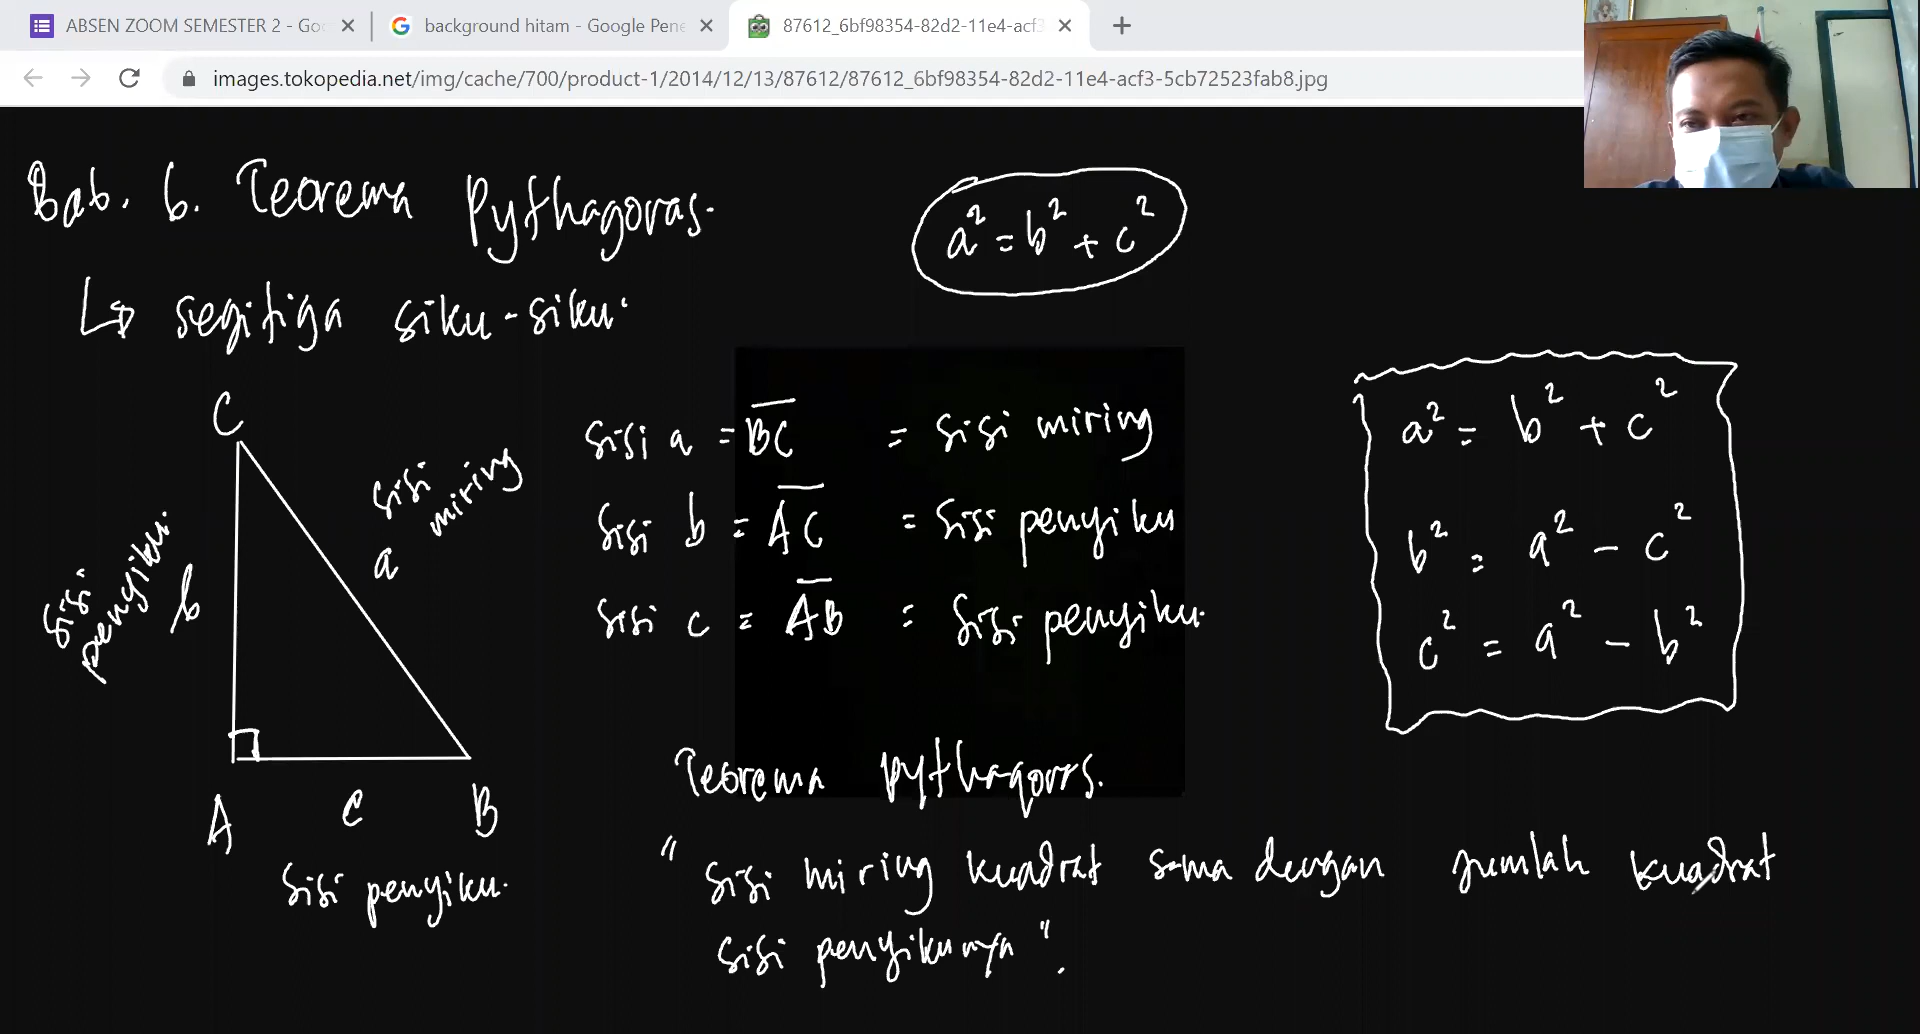 ABSEN ZOOM SEMESTER 2 - Go
background hitam - Google Pene
87612_6bf98354-82d2-11e4-acf3
images.tokopedia.net/img/cache/700/product-1/2014/12/13/87612/87612_6bf98354-82d2-11e4-acf3-5cb72523fab8.jpg
Bab. 6. Teorema Pythagoras.
a² = b² + c²
↳ segitiga siku-siku.
C
sisi miring
a
sisi penyiku.
b
A c B
sisi penyiku.
sisi a = BC = sisi miring
sisi b = AC = sisi penyiku
sisi c = AB = sisi penyiku.
a² = b² + c²
b² = a² - c²
c² = a² - b²
Teorema pythagors.
" sisi miring kuadrat sama dengan jumlah kuadrat
sisi penyikunya ".